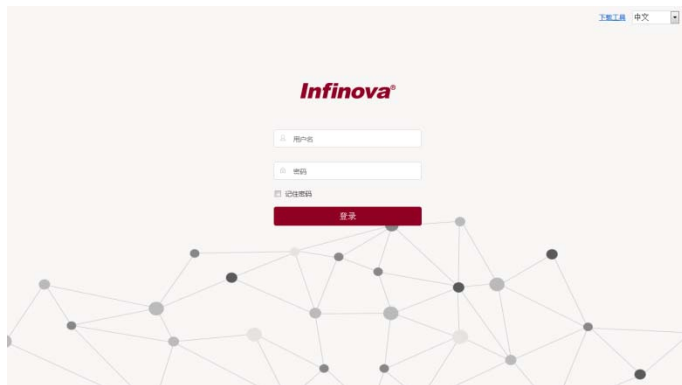 下载工具 中文
Infinova®
用户名
密码
记住密码
登录